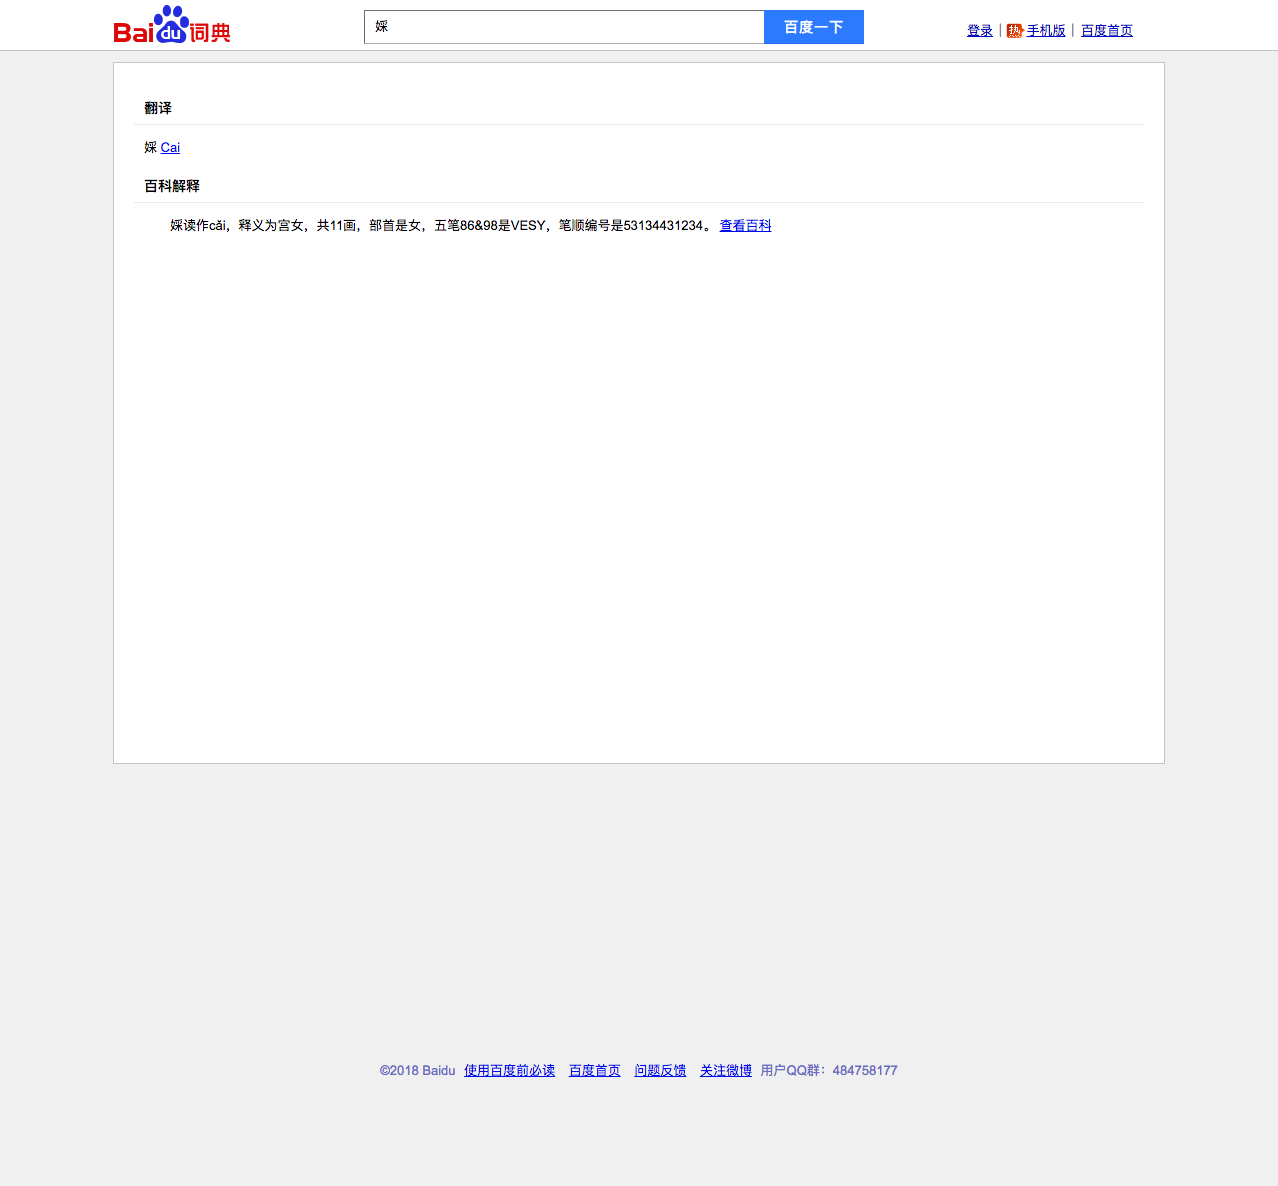 Baidu词典
婇
百度一下
登录 | 热 手机版 | 百度首页
翻译
婇 Cai
百科解释
婇读作cǎi，释义为宫女，共11画，部首是女，五笔86&98是VESY，笔顺编号是53134431234。 查看百科
©2018 Baidu 使用百度前必读 百度首页 问题反馈 关注微博 用户QQ群：484758177